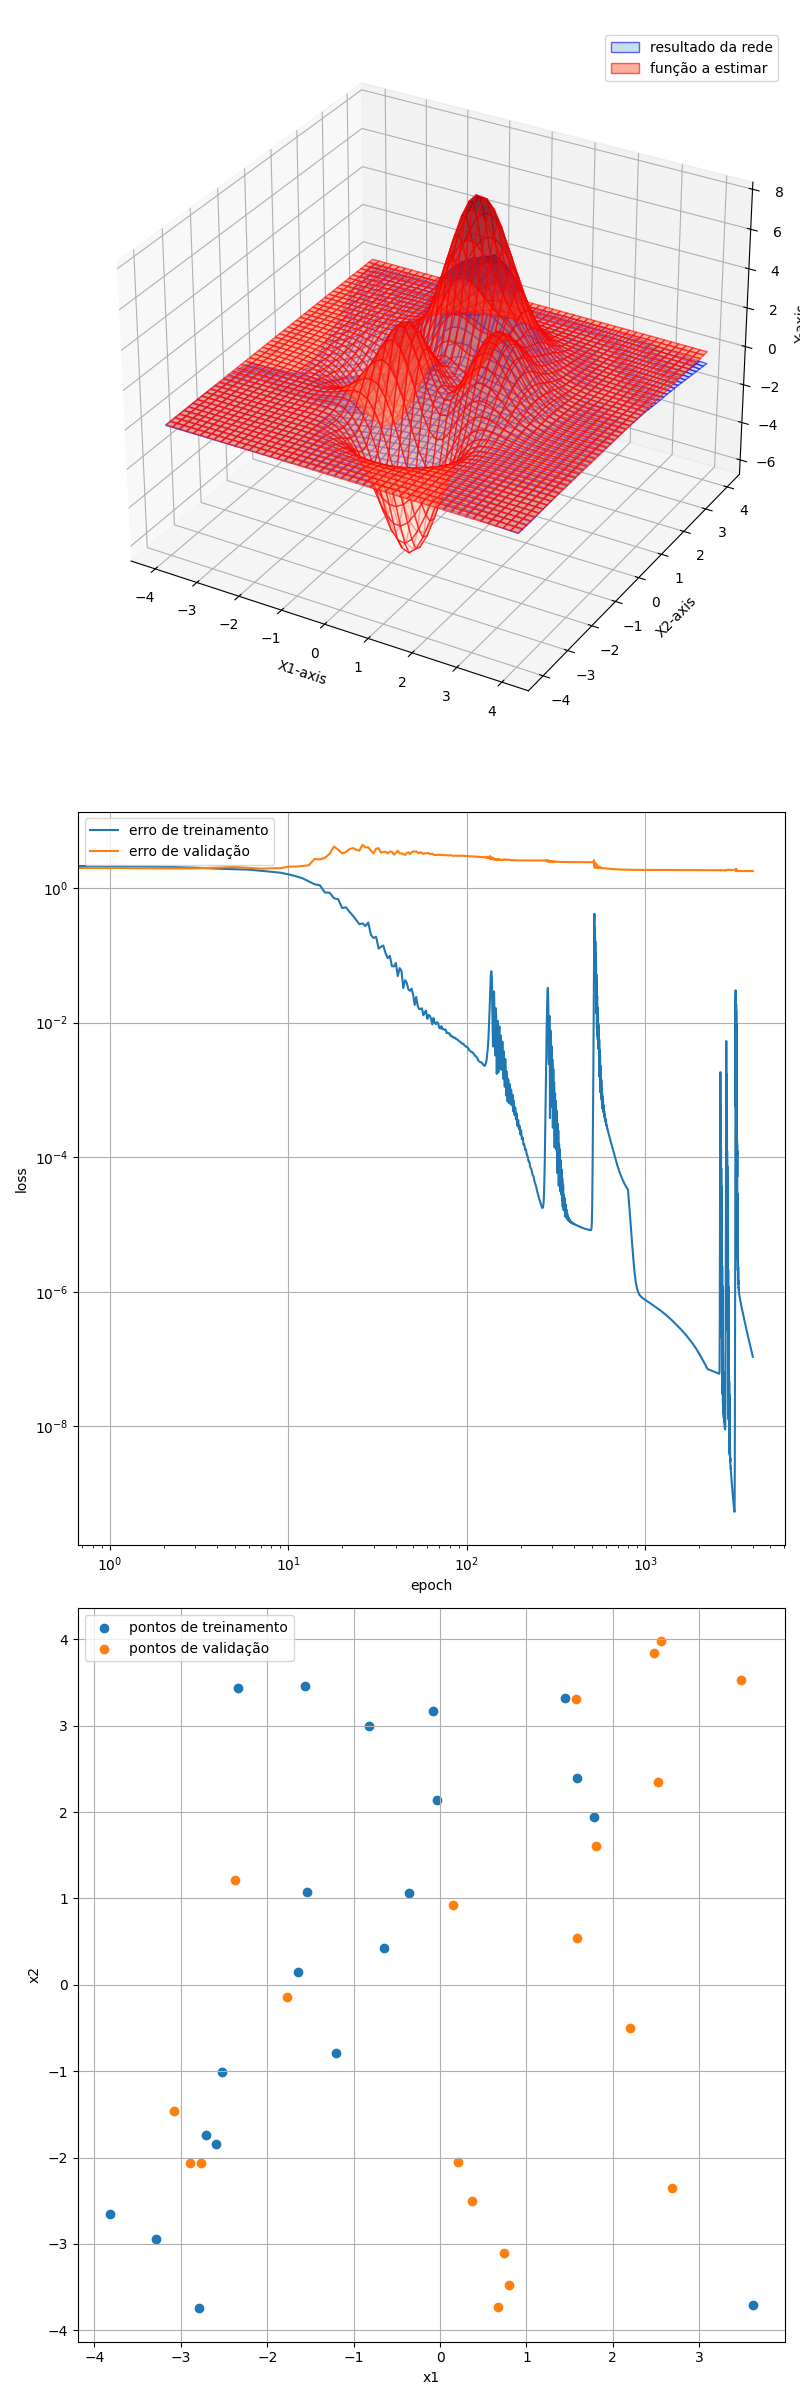 resultado da rede
função a estimar
8
6
4
2
0
−2
−4
−6
4
3
2
1
0
−1
−2
−3
−4
X2-axis
−4
−3
−2
−1
0
1
2
3
4
X1-axis
erro de treinamento
erro de validação
10^0
10^−2
10^−4
10^−6
10^−8
loss
10^0 10^1 10^2 10^3
epoch
pontos de treinamento
pontos de validação
4
3
2
1
0
−1
−2
−3
−4
x2
−4 −3 −2 −1 0 1 2 3
x1